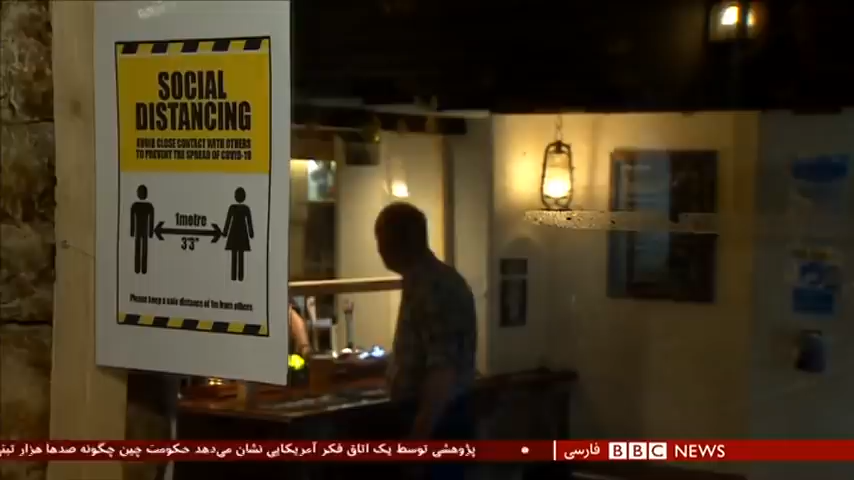 SOCIAL
DISTANCING
AVOID CLOSE CONTACT WITH OTHERS
TO PREVENT THE SPREAD OF COVID-19
1metre
3'3"
Please keep a safe distance of 1m from others
پژوهشی توسط یک اتاق فکر آمریکایی نشان می‌دهد حکومت چین چگونه صدها هزار
BBC NEWS فارسی